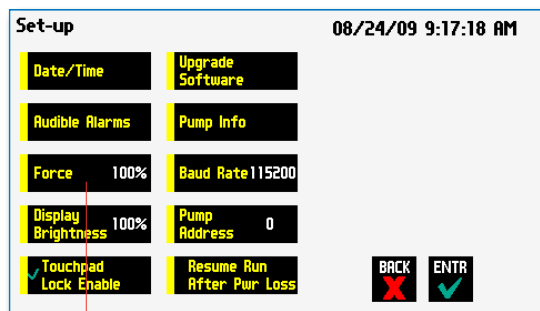 Set-up 08/24/09 9:17:18 AM
Date/Time
Upgrade
Software
Audible Alarms
Pump Info
Force 100%
Baud Rate 115200
Display
Brightness 100%
Pump
Address 0
Touchpad
Lock Enable
Resume Run
After Pwr Loss
BACK
ENTR